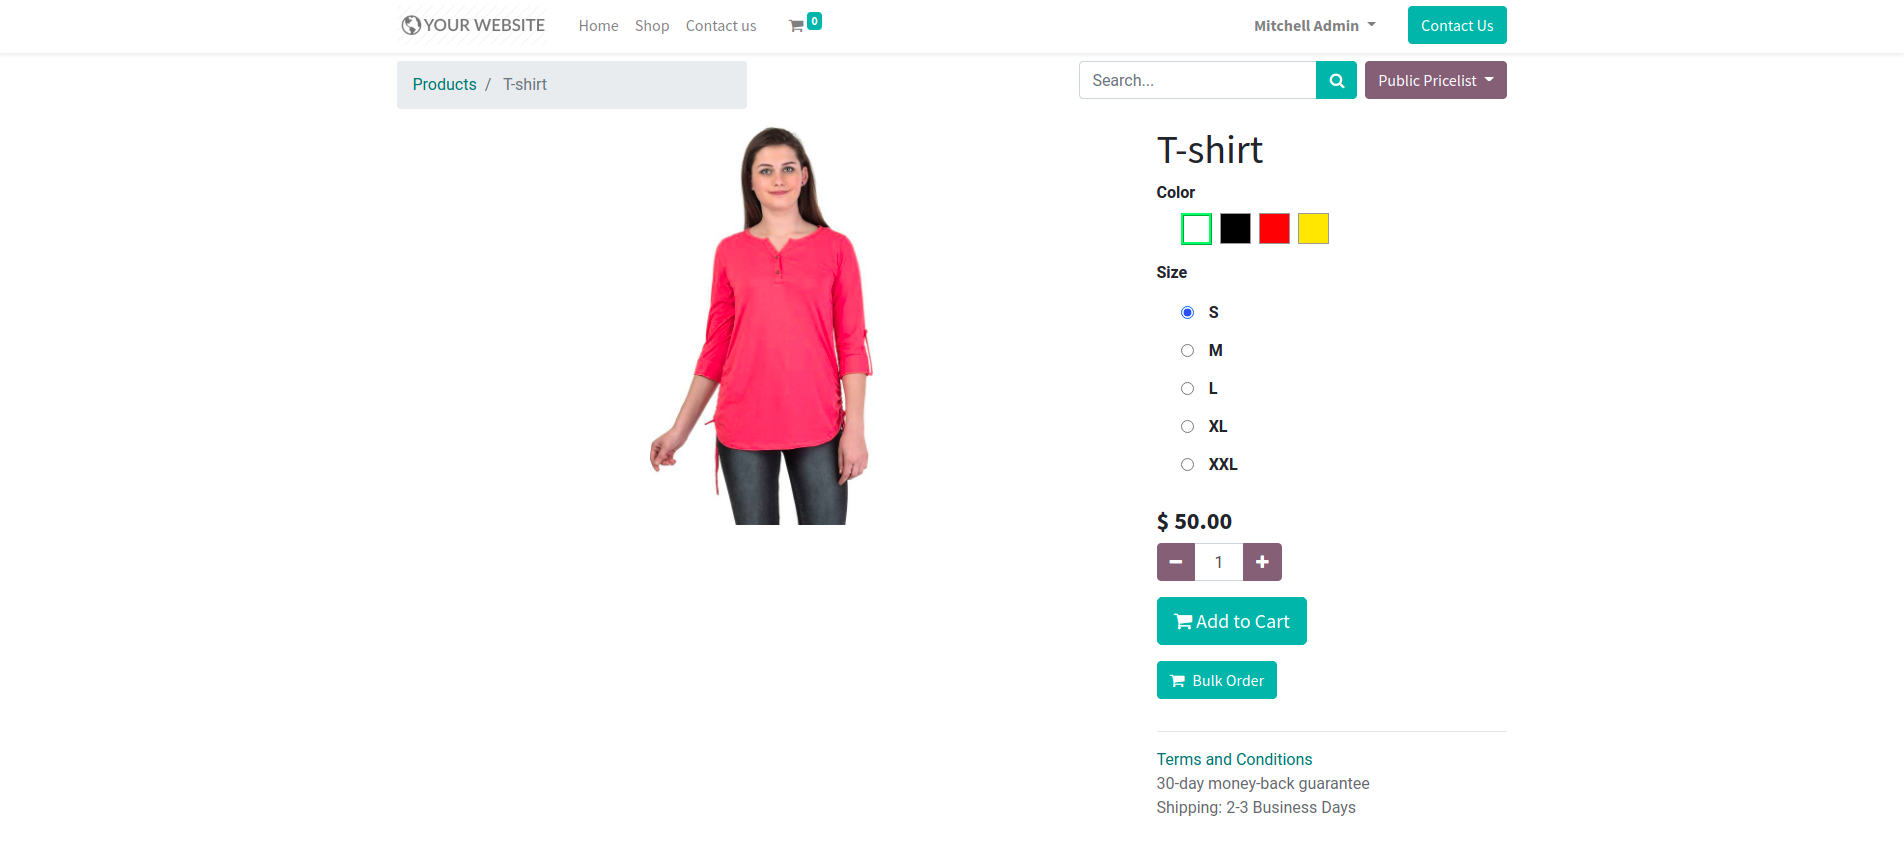 YOUR WEBSITE
Home
Shop
Contact us
0
Mitchell Admin
Contact Us
Products / T-shirt
Search...
Public Pricelist
T-shirt
Color
Size
S
M
L
XL
XXL
$ 50.00
1
Add to Cart
Bulk Order
Terms and Conditions
30-day money-back guarantee
Shipping: 2-3 Business Days